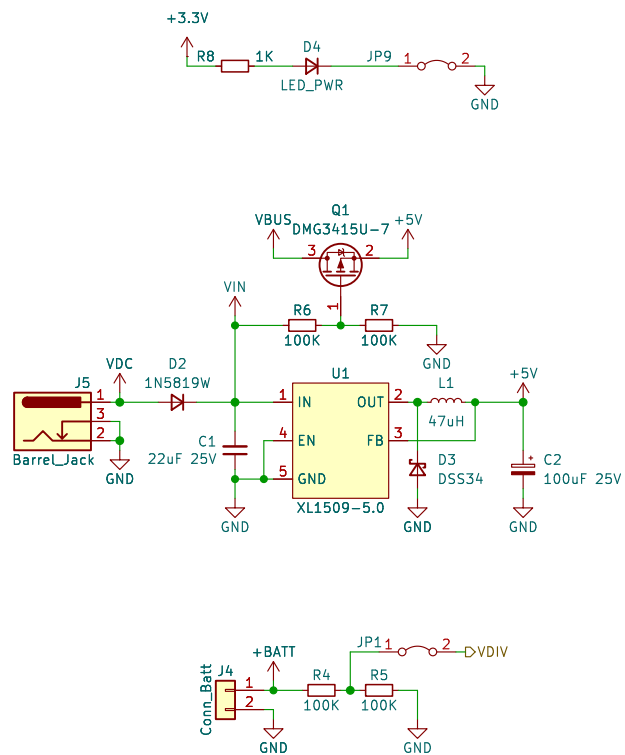 +3.3V
R8 1K D4 JP9 1 2
LED_PWR
GND
Q1
VBUS DMG3415U-7 +5V
3 2
1
VIN
R6 R7
100K 100K
GND
VDC D2 U1 L1 +5V
J5 1N5819W
1 1 IN OUT 2
3 47uH
2 4 EN FB 3
Barrel_Jack C1 D3 C2
22uF 25V DSS34 100uF 25V
GND 5 GND
XL1509-5.0
GND GND GND
JP1 1 2 VDIV
+BATT
Conn_Batt J4 R4 R5
1 100K 100K
2
GND GND